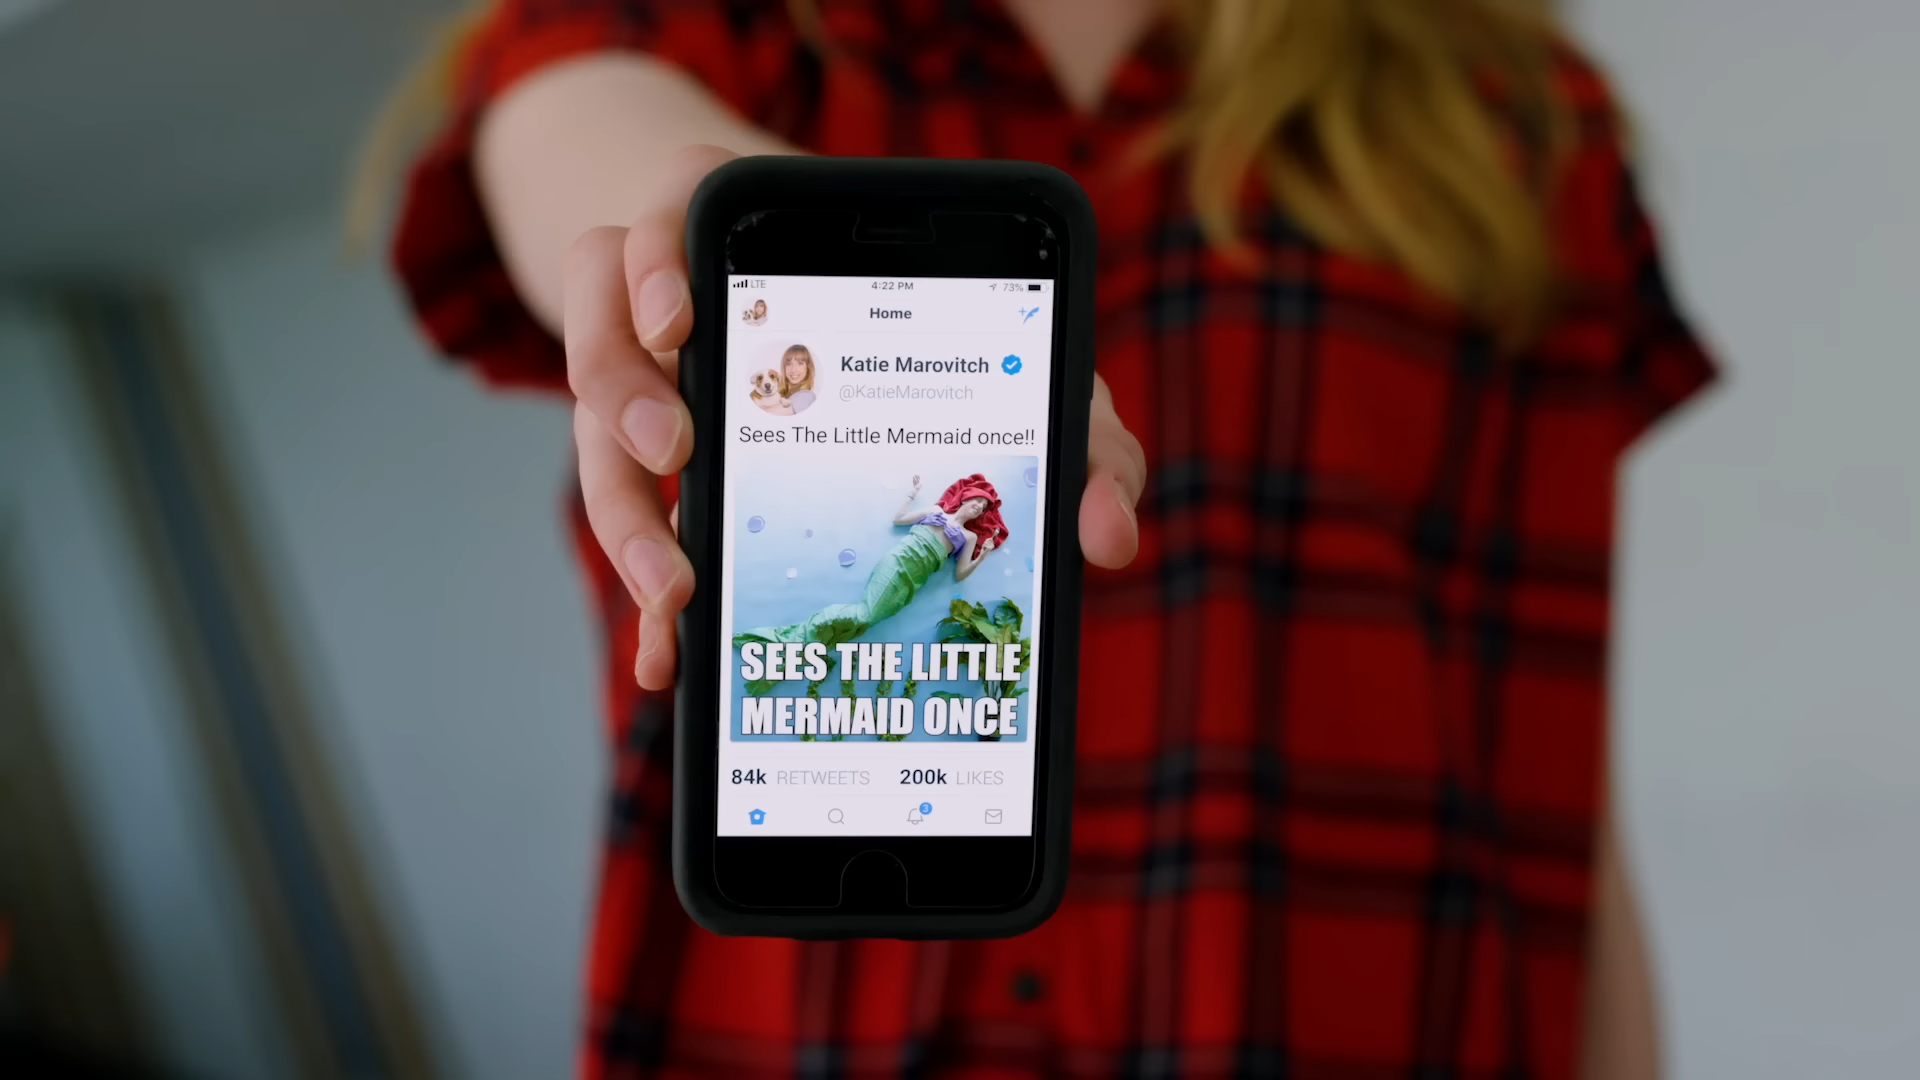 LTE 4:22 PM 73%
Home
Katie Marovitch
@KatieMarovitch
Sees The Little Mermaid once!!
SEES THE LITTLE
MERMAID ONCE
84k RETWEETS 200k LIKES
3